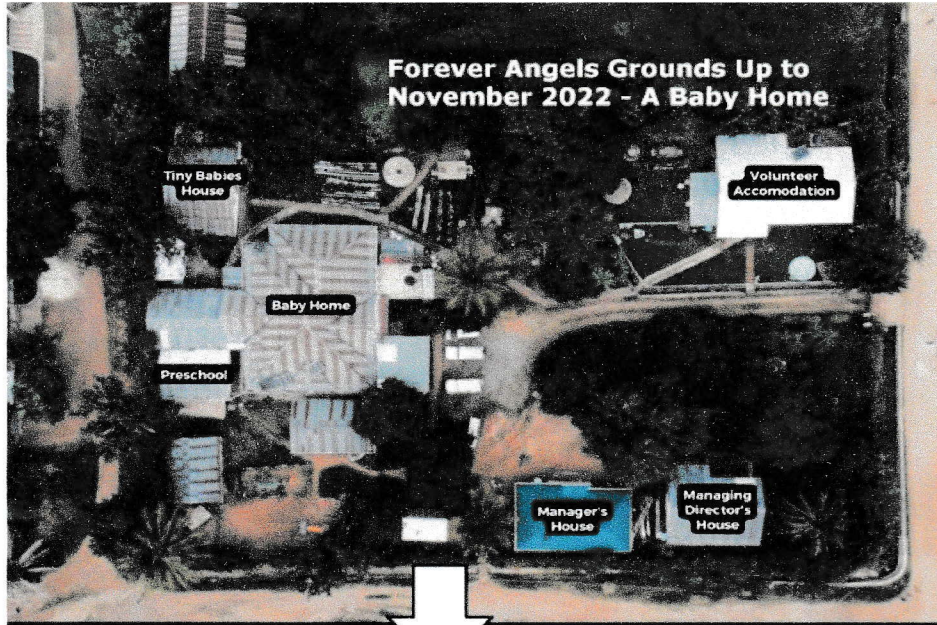 Forever Angels Grounds Up to
November 2022 - A Baby Home
Tiny Babies
House
Volunteer
Accomodation
Baby Home
Preschool
Manager's
House
Managing
Director's
House